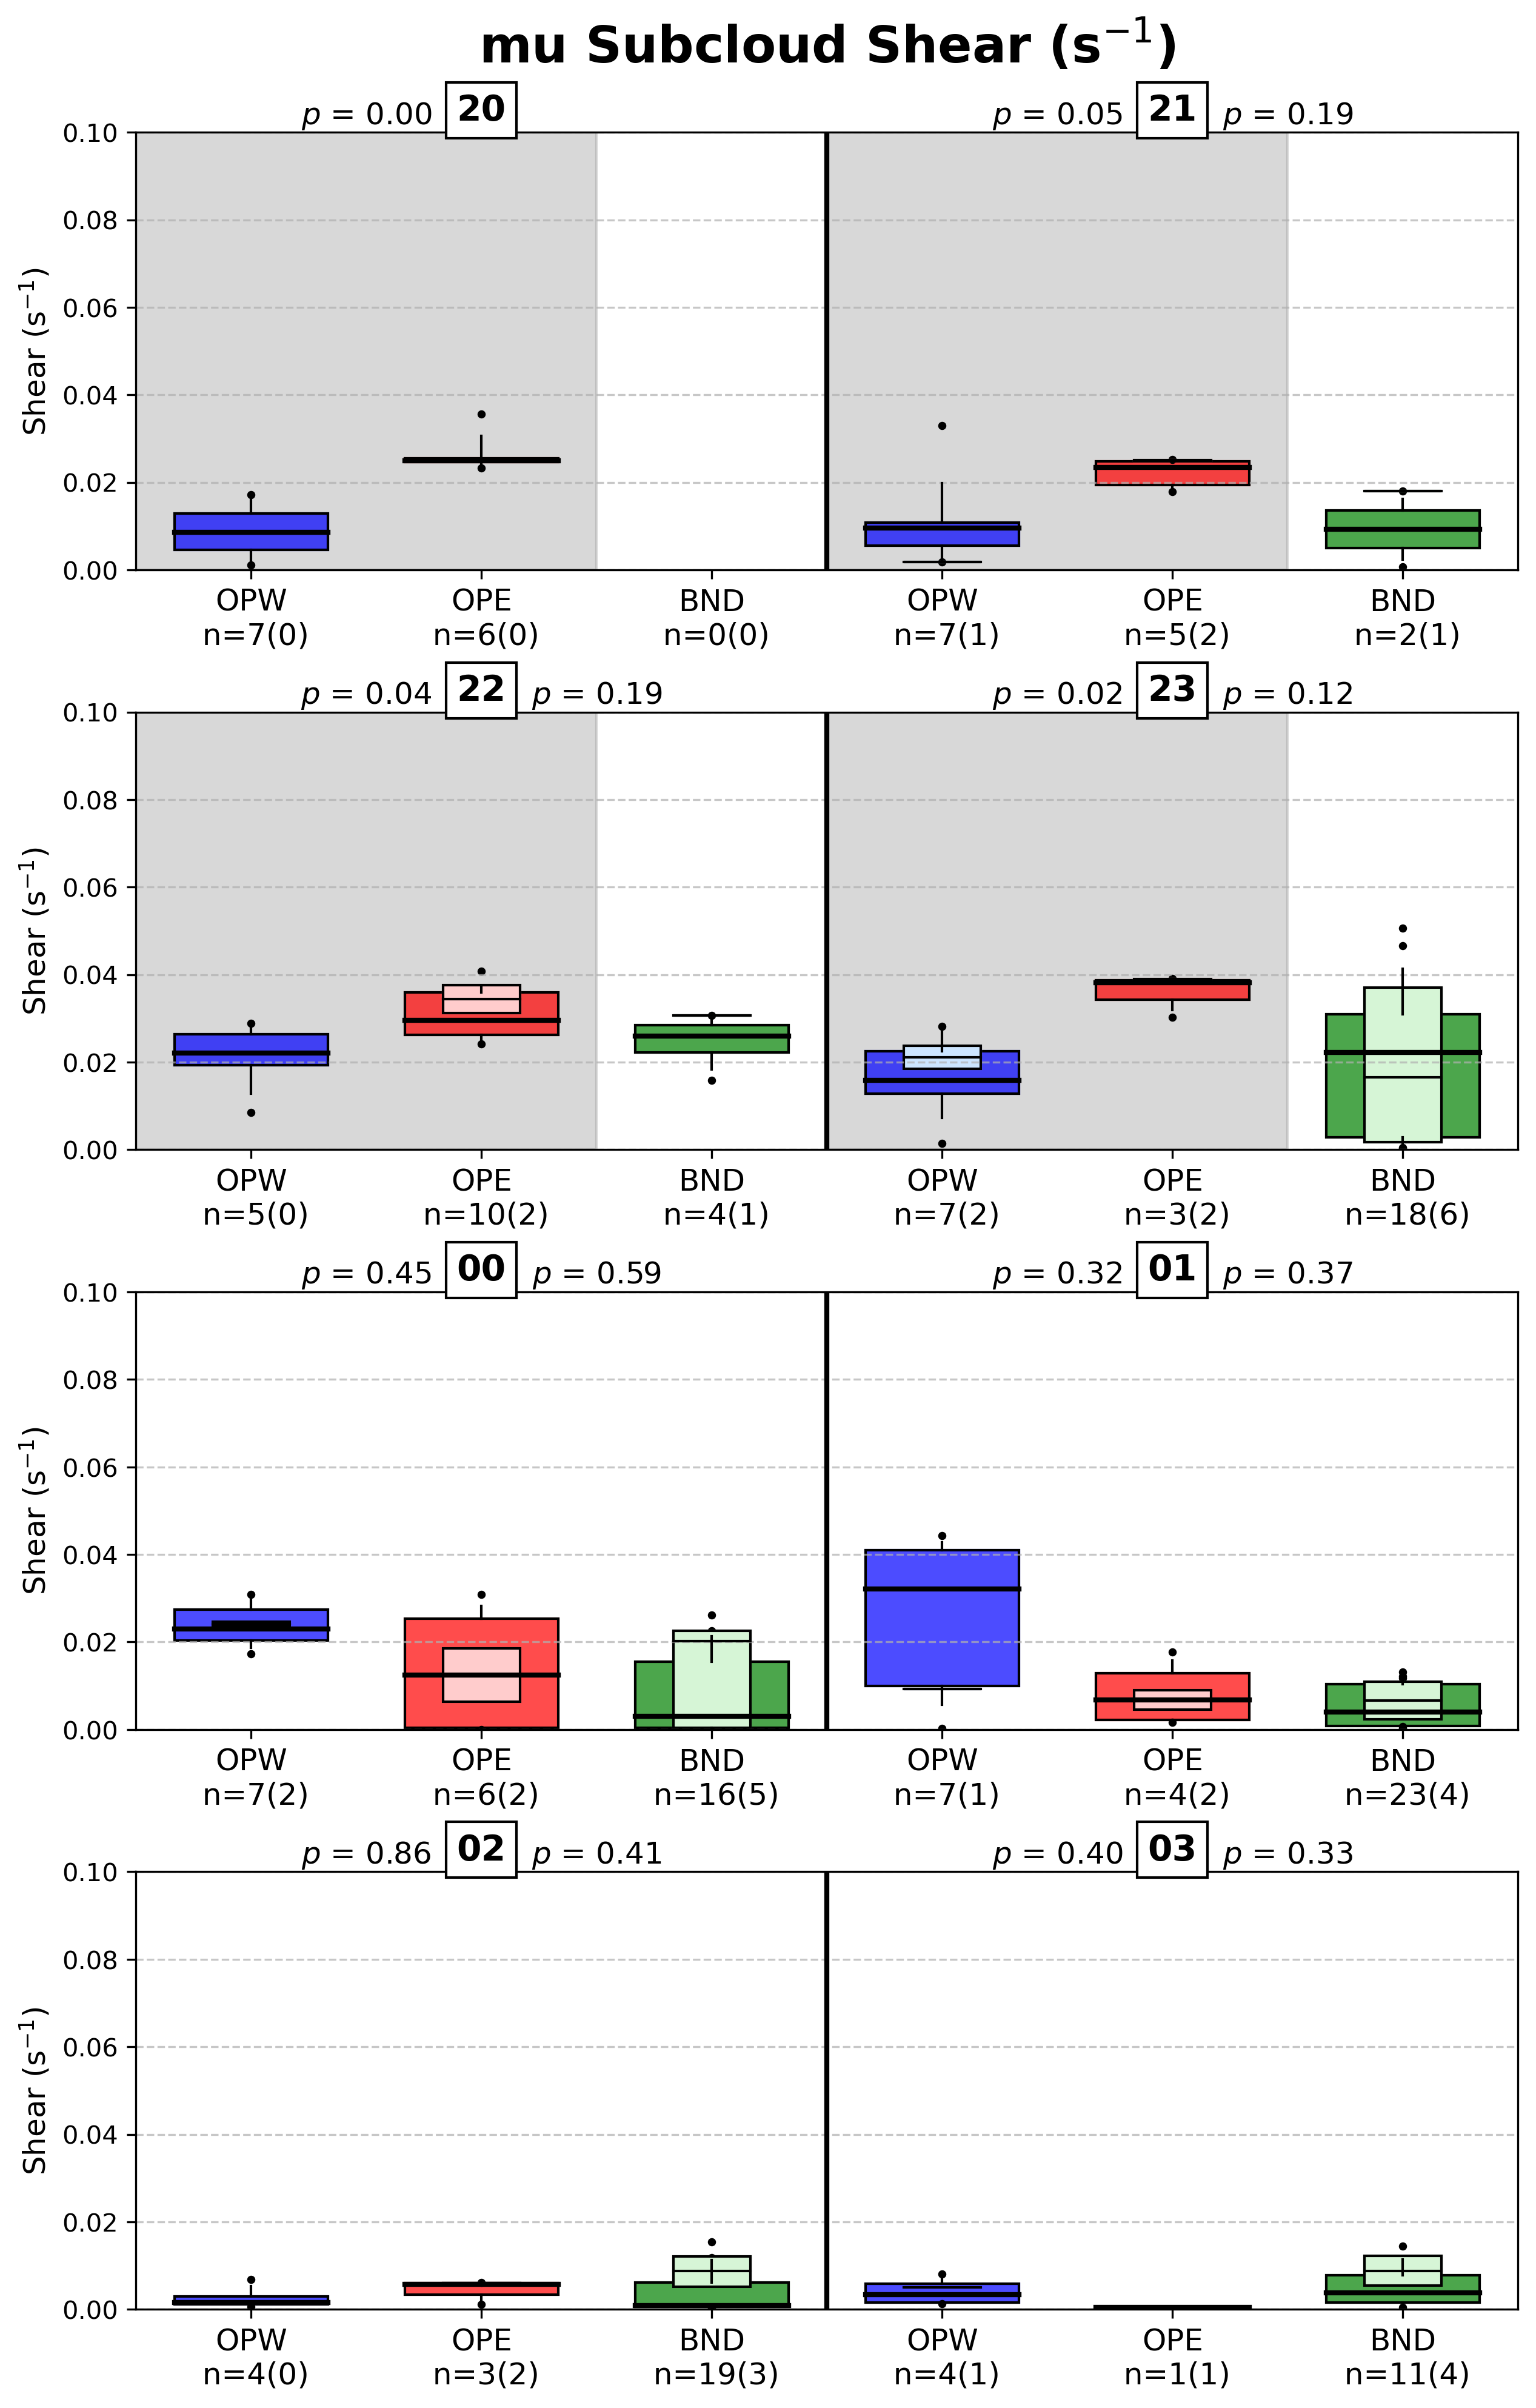 mu Subcloud Shear (s⁻¹)
p = 0.00 20
p = 0.05 21 p = 0.19
Shear (s⁻¹)
0.10
0.08
0.06
0.04
0.02
0.00
OPW OPE BND OPW OPE BND
n=7(0) n=6(0) n=0(0) n=7(1) n=5(2) n=2(1)
p = 0.04 22 p = 0.19
p = 0.02 23 p = 0.12
Shear (s⁻¹)
0.10
0.08
0.06
0.04
0.02
0.00
OPW OPE BND OPW OPE BND
n=5(0) n=10(2) n=4(1) n=7(2) n=3(2) n=18(6)
p = 0.45 00 p = 0.59
p = 0.32 01 p = 0.37
Shear (s⁻¹)
0.10
0.08
0.06
0.04
0.02
0.00
OPW OPE BND OPW OPE BND
n=7(2) n=6(2) n=16(5) n=7(1) n=4(2) n=23(4)
p = 0.86 02 p = 0.41
p = 0.40 03 p = 0.33
Shear (s⁻¹)
0.10
0.08
0.06
0.04
0.02
0.00
OPW OPE BND OPW OPE BND
n=4(0) n=3(2) n=19(3) n=4(1) n=1(1) n=11(4)